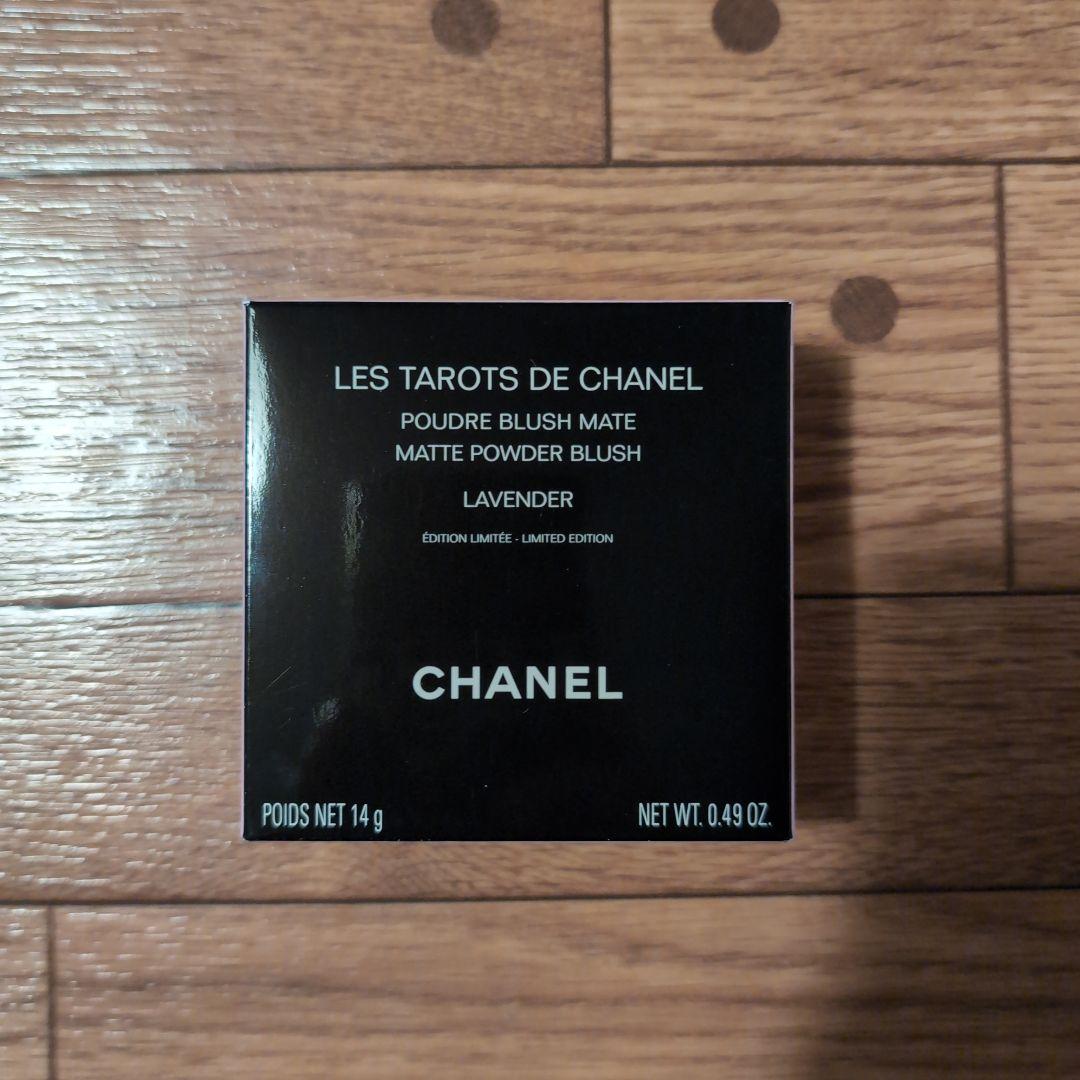 LES TAROTS DE CHANEL
POUDRE BLUSH MATE
MATTE POWDER BLUSH
LAVENDER
ÉDITION LIMITÉE - LIMITED EDITION
CHANEL
POIDS NET 14 g NET WT. 0.49 OZ.